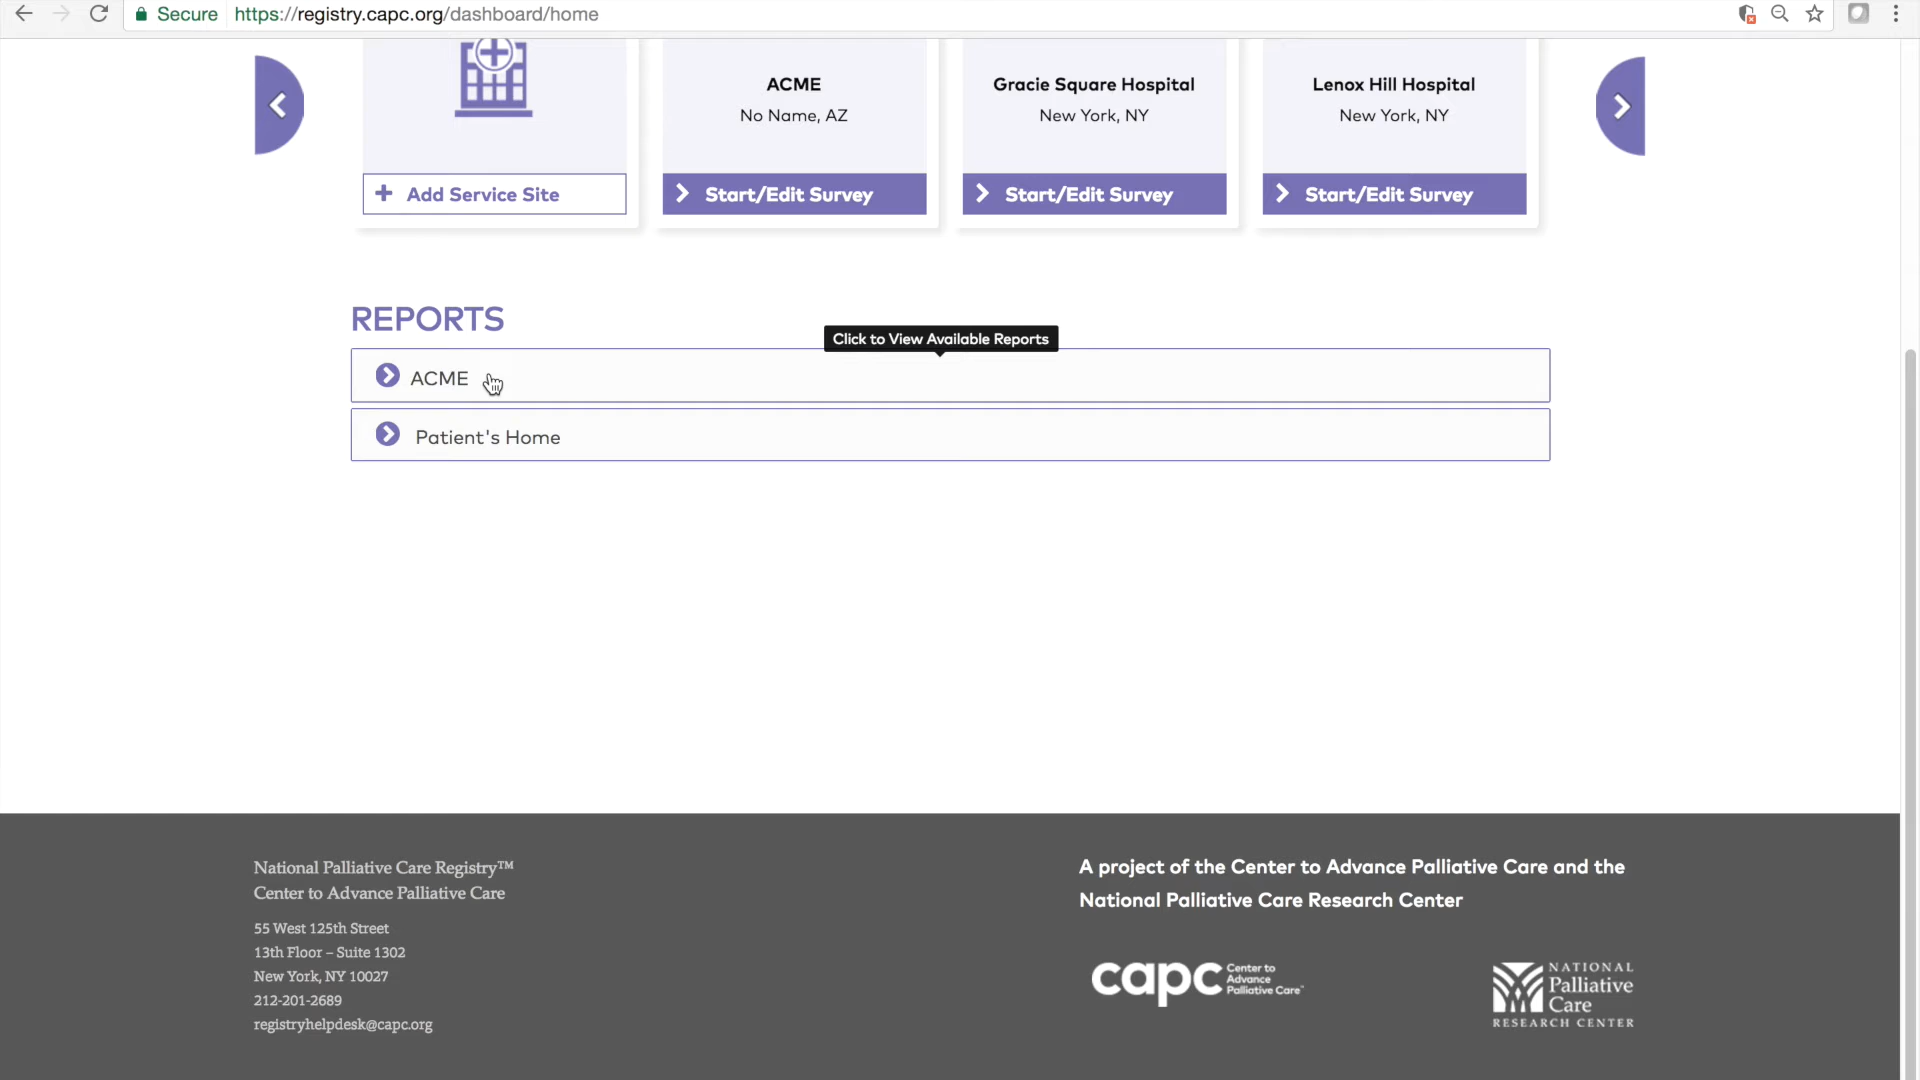 Secure https://registry.capc.org/dashboard/home
ACME
No Name, AZ
Gracie Square Hospital
New York, NY
Lenox Hill Hospital
New York, NY
Add Service Site
Start/Edit Survey
Start/Edit Survey
Start/Edit Survey
REPORTS
Click to View Available Reports
ACME
Patient's Home
National Palliative Care Registry™
Center to Advance Palliative Care
55 West 125th Street
13th Floor – Suite 1302
New York, NY 10027
212-201-2689
registryhelpdesk@capc.org
A project of the Center to Advance Palliative Care and the
National Palliative Care Research Center
capc
Center to
Advance
Palliative Care™
NATIONAL
Palliative
Care
RESEARCH CENTER